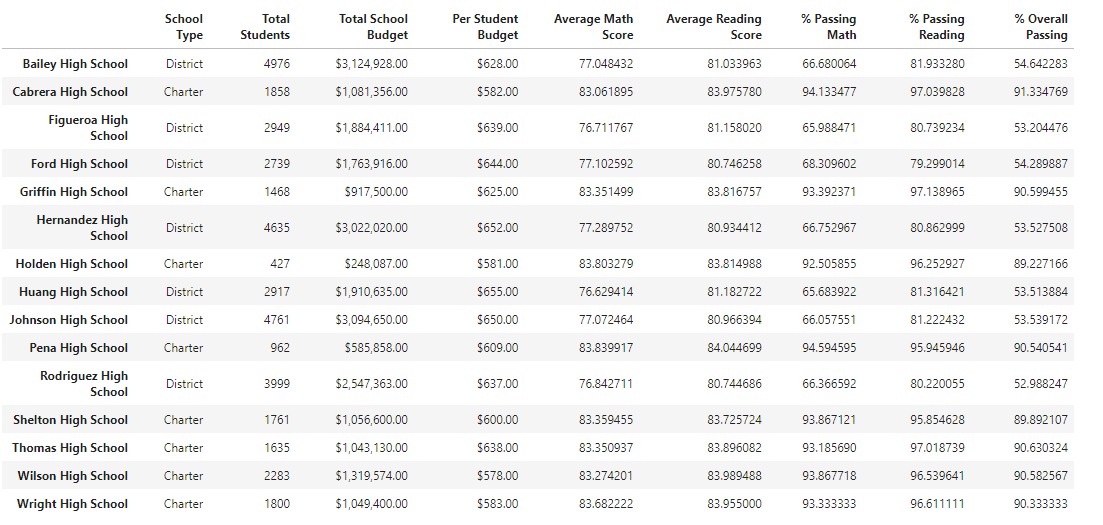 School Type Total Students Total School Budget Per Student Budget Average Math Score Average Reading Score % Passing Math % Passing Reading % Overall Passing
Bailey High School District 4976 $3,124,928.00 $628.00 77.048432 81.033963 66.680064 81.933280 54.642283
Cabrera High School Charter 1858 $1,081,356.00 $582.00 83.061895 83.975780 94.133477 97.039828 91.334769
Figueroa High School District 2949 $1,884,411.00 $639.00 76.711767 81.158020 65.988471 80.739234 53.204476
Ford High School District 2739 $1,763,916.00 $644.00 77.102592 80.746258 68.309602 79.299014 54.289887
Griffin High School Charter 1468 $917,500.00 $625.00 83.351499 83.816757 93.392371 97.138965 90.599455
Hernandez High School District 4635 $3,022,020.00 $652.00 77.289752 80.934412 66.752967 80.862999 53.527508
Holden High School Charter 427 $248,087.00 $581.00 83.803279 83.814988 92.505855 96.252927 89.227166
Huang High School District 2917 $1,910,635.00 $655.00 76.629414 81.182722 65.683922 81.316421 53.513884
Johnson High School District 4761 $3,094,650.00 $650.00 77.072464 80.966394 66.057551 81.222432 53.539172
Pena High School Charter 962 $585,858.00 $609.00 83.839917 84.044699 94.594595 95.945946 90.540541
Rodriguez High School District 3999 $2,547,363.00 $637.00 76.842711 80.744686 66.366592 80.220055 52.988247
Shelton High School Charter 1761 $1,056,600.00 $600.00 83.359455 83.725724 93.867121 95.854628 89.892107
Thomas High School Charter 1635 $1,043,130.00 $638.00 83.350937 83.896082 93.185690 97.018739 90.630324
Wilson High School Charter 2283 $1,319,574.00 $578.00 83.274201 83.989488 93.867718 96.539641 90.582567
Wright High School Charter 1800 $1,049,400.00 $583.00 83.682222 83.955000 93.333333 96.611111 90.333333